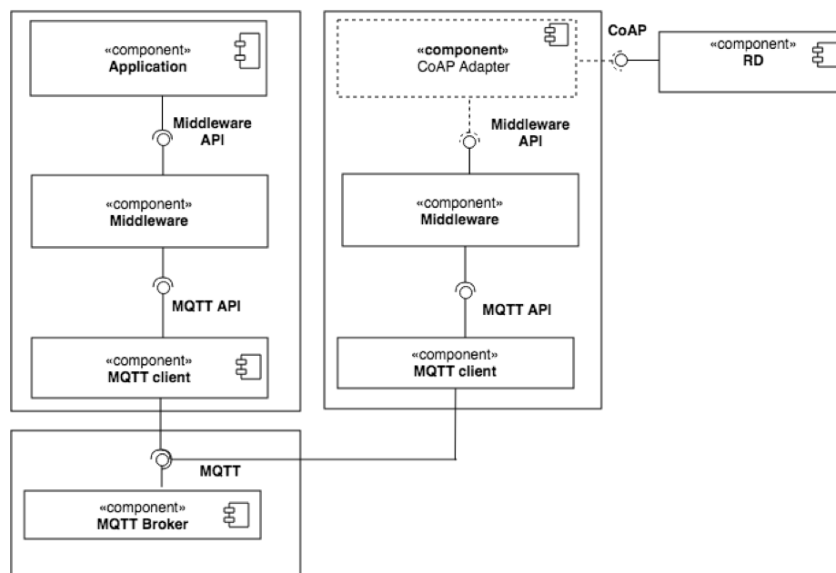 «component»
Application
Middleware
API
«component»
Middleware
MQTT API
«component»
MQTT client
MQTT
«component»
MQTT Broker
«component»
CoAP Adapter
Middleware
API
«component»
Middleware
MQTT API
«component»
MQTT client
CoAP
«component»
RD